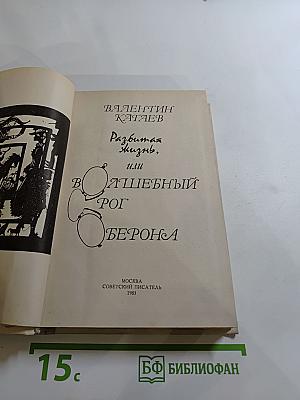 ВАЛЕНТИН
КАТАЕВ
Разбитая
жизнь,
или
ВОЛШЕБНЫЙ
РОГ
ОБЕРОНА
МОСКВА
СОВЕТСКИЙ ПИСАТЕЛЬ
1983
15с
БФ БИБЛИОФАН